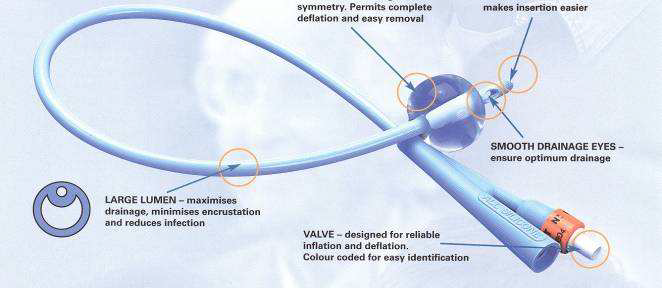 symmetry. Permits complete
deflation and easy removal
makes insertion easier
SMOOTH DRAINAGE EYES –
ensure optimum drainage
LARGE LUMEN – maximises
drainage, minimises encrustation
and reduces infection
VALVE – designed for reliable
inflation and deflation.
Colour coded for easy identification